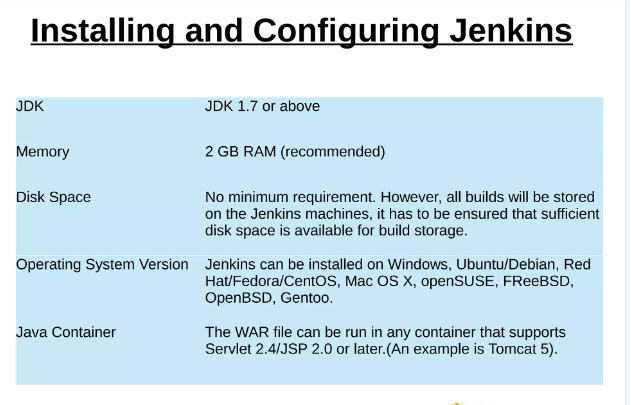 Installing and Configuring Jenkins
JDK JDK 1.7 or above
Memory 2 GB RAM (recommended)
Disk Space No minimum requirement. However, all builds will be stored
on the Jenkins machines, it has to be ensured that sufficient
disk space is available for build storage.
Operating System Version Jenkins can be installed on Windows, Ubuntu/Debian, Red
Hat/Fedora/CentOS, Mac OS X, openSUSE, FReeBSD,
OpenBSD, Gentoo.
Java Container The WAR file can be run in any container that supports
Servlet 2.4/JSP 2.0 or later.(An example is Tomcat 5).